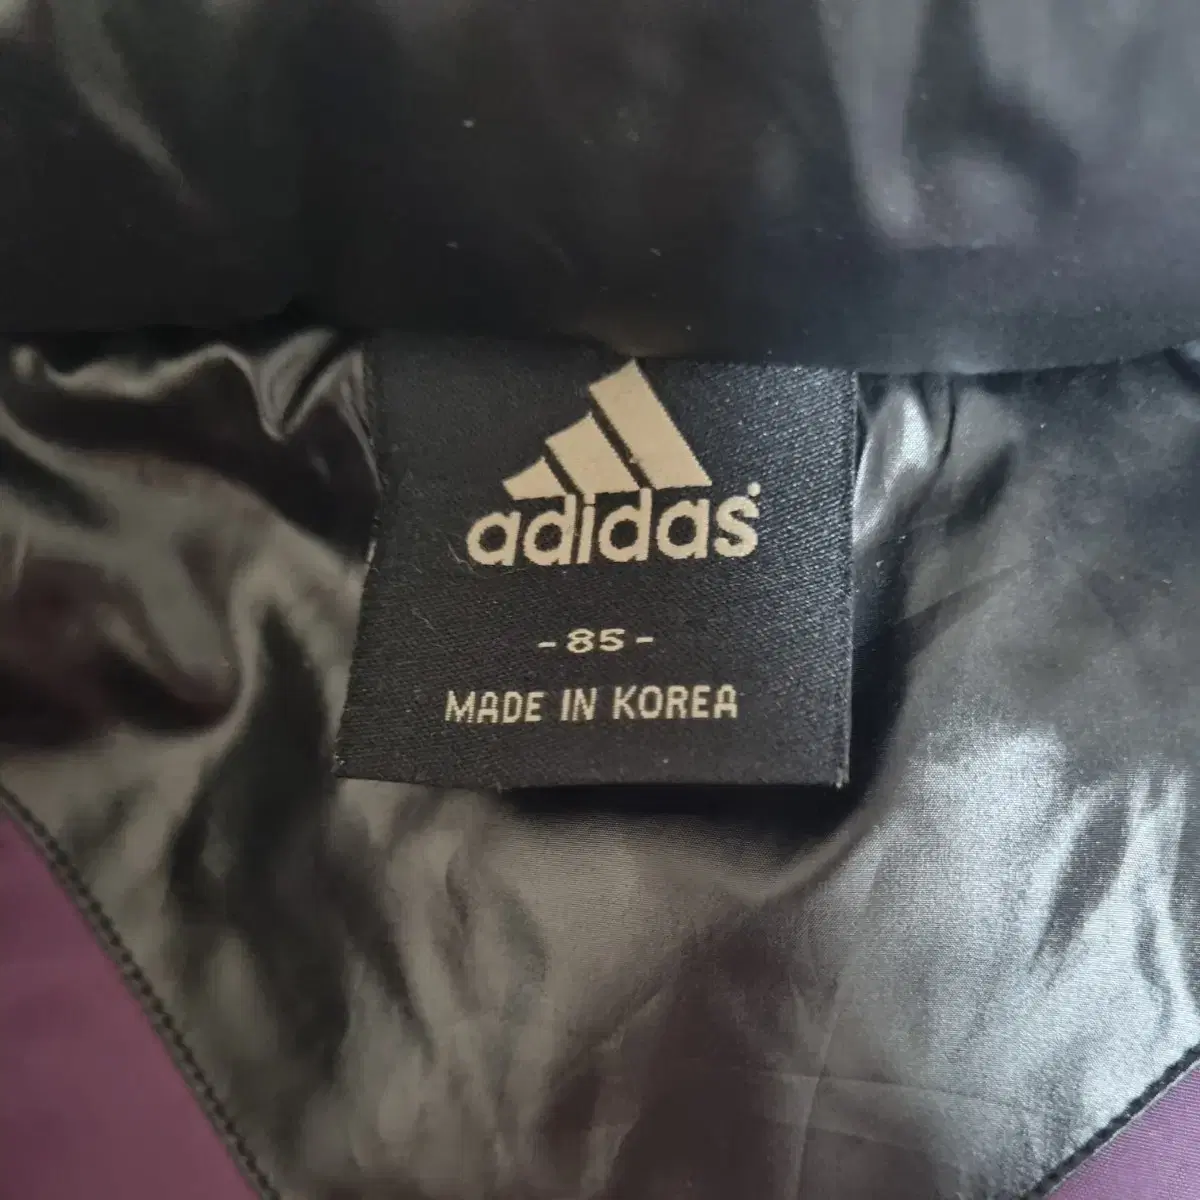 adidas
-85-
MADE IN KOREA